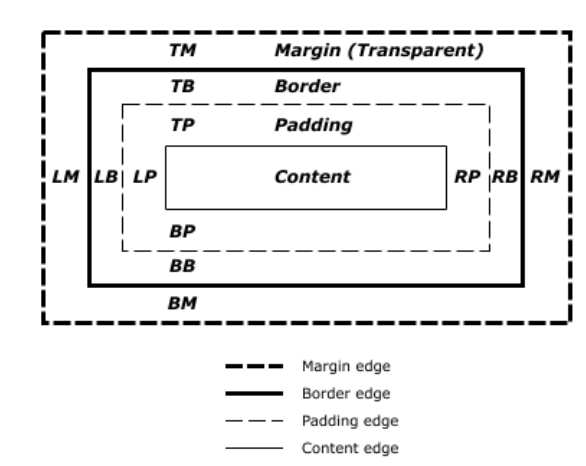 TM Margin (Transparent)
TB Border
TP Padding
LM LB LP Content RP RB RM
BP
BB
BM
Margin edge
Border edge
Padding edge
Content edge